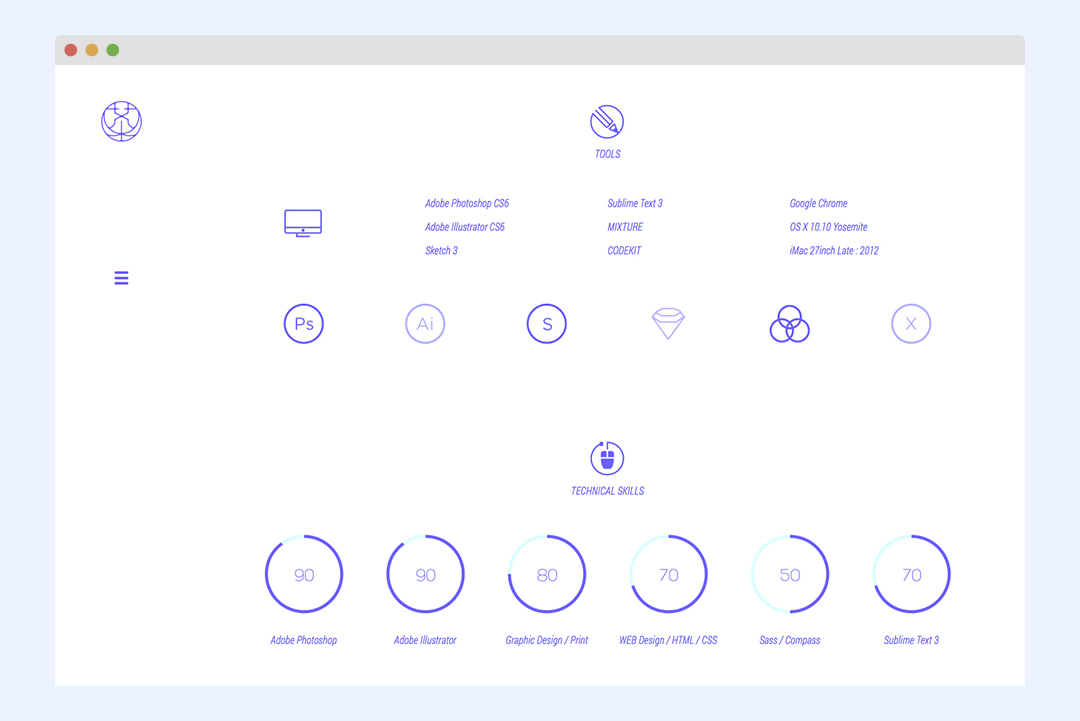 TOOLS
Adobe Photoshop CS6
Sublime Text 3
Google Chrome
Adobe Illustrator CS6
MIXTURE
OS X 10.10 Yosemite
Sketch 3
CODEKIT
iMac 27inch Late : 2012
Ps
Ai
S
X
TECHNICAL SKILLS
90
90
80
70
50
70
Adobe Photoshop
Adobe Illustrator
Graphic Design / Print
WEB Design / HTML / CSS
Sass / Compass
Sublime Text 3